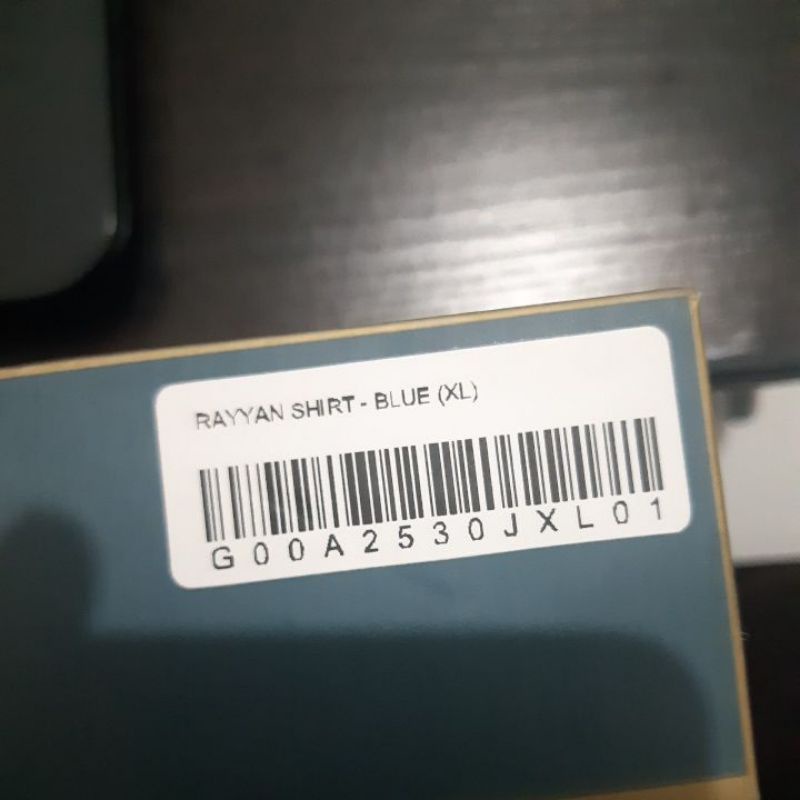 RAYYAN SHIRT - BLUE (XL)
G00A2530JXL01